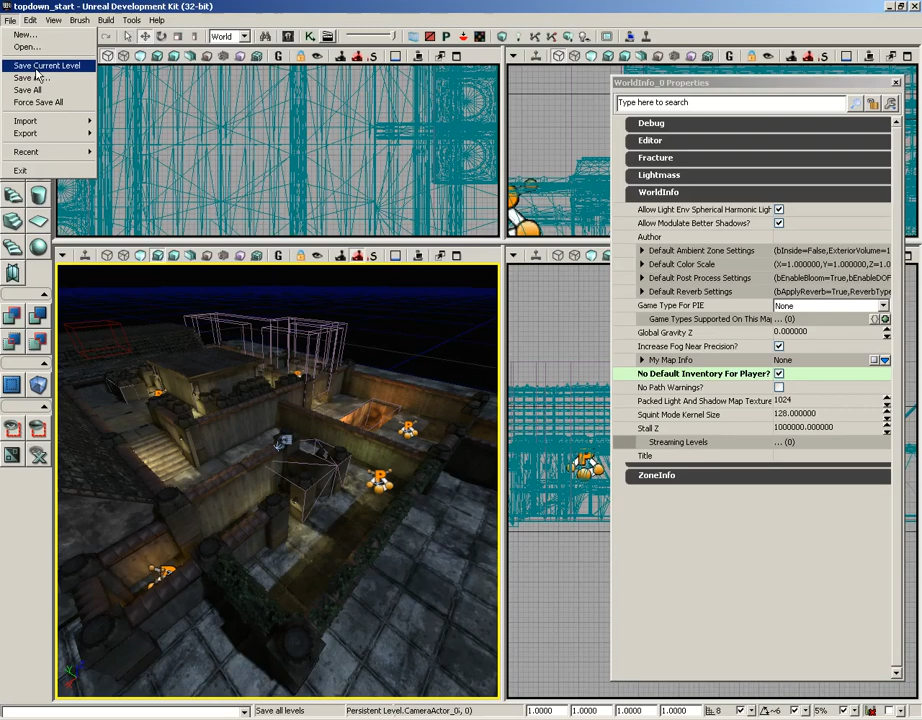 topdown_start - Unreal Development Kit (32-bit)
File Edit View Brush Build Tools Help
World
New...
Open...
Save Current Level
Save All
Force Save All
Import
Export
Recent
Exit
WorldInfo_0 Properties
Type here to search
Debug
Editor
Fracture
Lightmass
WorldInfo
Allow Light Env Spherical Harmonic Ligh
Allow Modulate Better Shadows?
Author
Default Ambient Zone Settings (bInside=False,ExteriorVolume=1
Default Color Scale (X=1.000000,Y=1.000000,Z=1.0
Default Post Process Settings (bEnableBloom=True,bEnableDOF
Default Reverb Settings (bApplyReverb=True,ReverbType
Game Type For PIE None
Game Types Supported On This Map ... (0)
Global Gravity Z 0.000000
Increase Fog Near Precision?
My Map Info None
No Default Inventory For Player?
No Path Warnings?
Packed Light And Shadow Map Texture 1024
Squint Mode Kernel Size 128.000000
Stall Z 1000000.000000
Streaming Levels ... (0)
Title
ZoneInfo
Save all levels Persistent Level.CameraActor_0(, 0) 1.0000 1.0000 1.0000 1.0000 8 ~6 5%